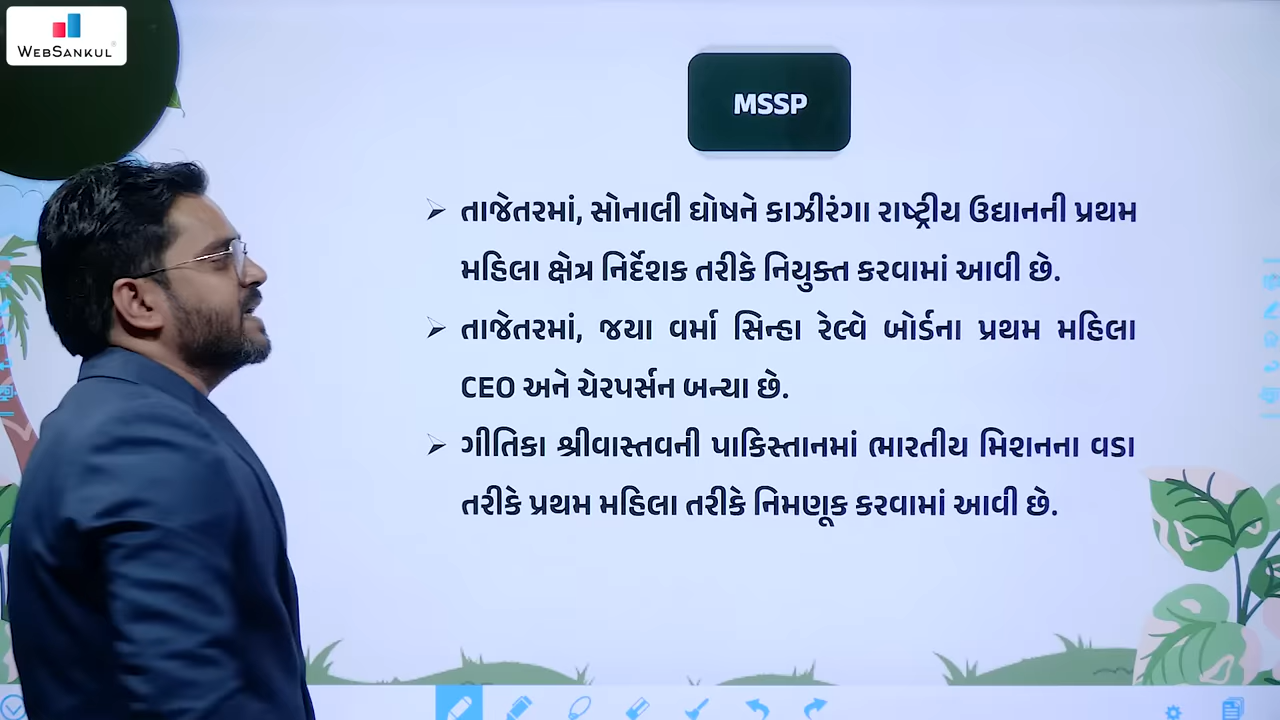 WEBSANKUL
MSSP
➢ તાજેતરમાં, સોનાલી ઘોષને કાઝીરંગા રાષ્ટ્રીય ઉદ્યાનની પ્રથમ
મહિલા ક્ષેત્ર નિર્દેશક તરીકે નિયુક્ત કરવામાં આવી છે.
➢ તાજેતરમાં, જયા વર્મા સિન્હા રેલ્વે બોર્ડના પ્રથમ મહિલા
CEO અને ચેરપર્સન બન્યા છે.
➢ ગીતિકા શ્રીવાસ્તવની પાકિસ્તાનમાં ભારતીય મિશનના વડા
તરીકે પ્રથમ મહિલા તરીકે નિમણૂક કરવામાં આવી છે.